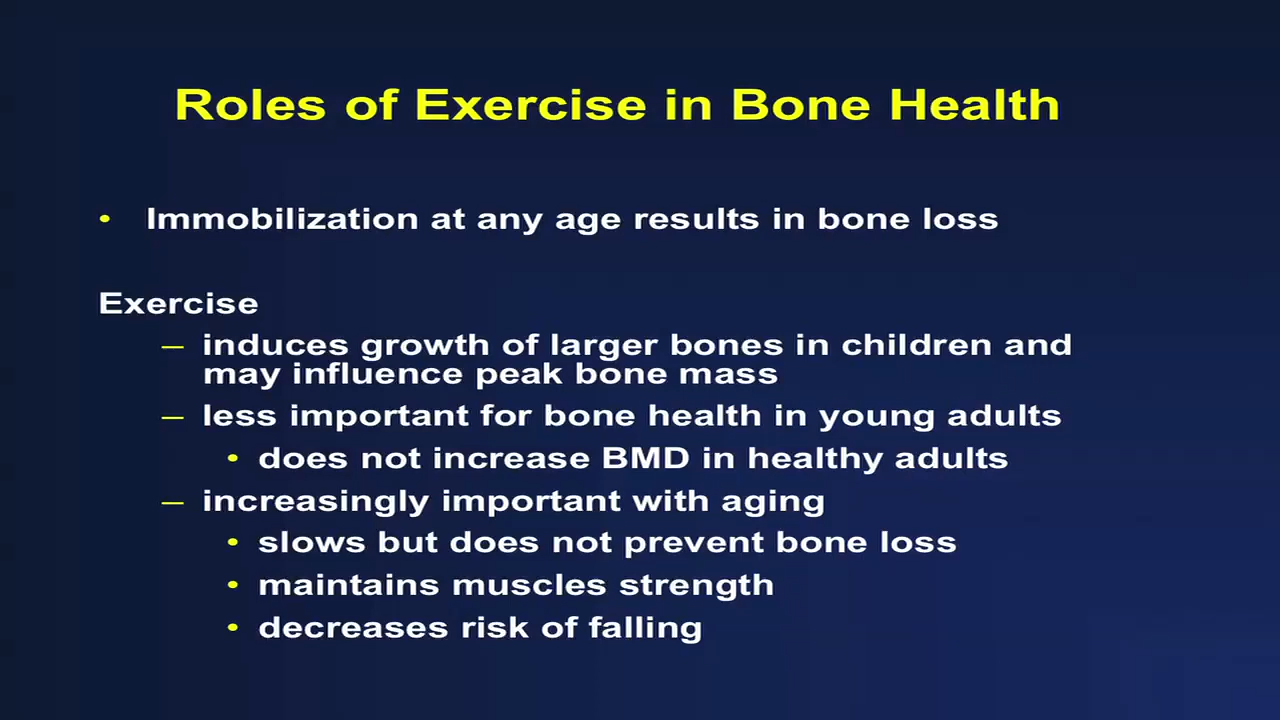 Roles of Exercise in Bone Health
• Immobilization at any age results in bone loss
Exercise
– induces growth of larger bones in children and
may influence peak bone mass
– less important for bone health in young adults
• does not increase BMD in healthy adults
– increasingly important with aging
• slows but does not prevent bone loss
• maintains muscles strength
• decreases risk of falling